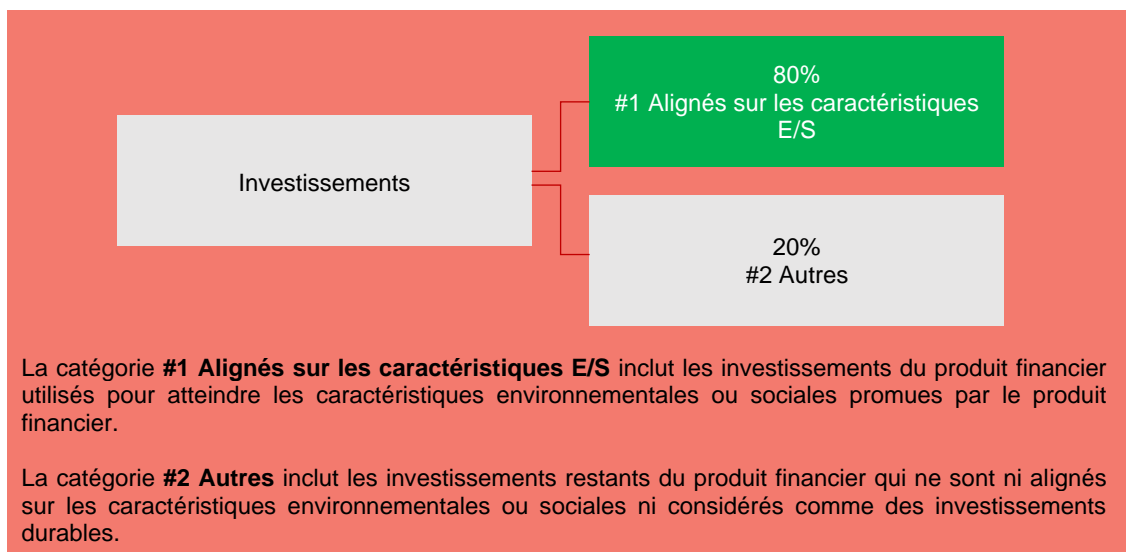 80%
#1 Alignés sur les caractéristiques
E/S
Investissements
20%
#2 Autres
La catégorie #1 Alignés sur les caractéristiques E/S inclut les investissements du produit financier
utilisés pour atteindre les caractéristiques environnementales ou sociales promues par le produit
financier.
La catégorie #2 Autres inclut les investissements restants du produit financier qui ne sont ni alignés
sur les caractéristiques environnementales ou sociales ni considérés comme des investissements
durables.